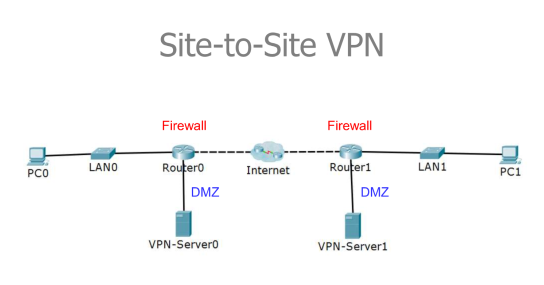 Site-to-Site VPN
Firewall
Firewall
PC0
LAN0
Router0
Internet
Router1
LAN1
PC1
DMZ
DMZ
VPN-Server0
VPN-Server1